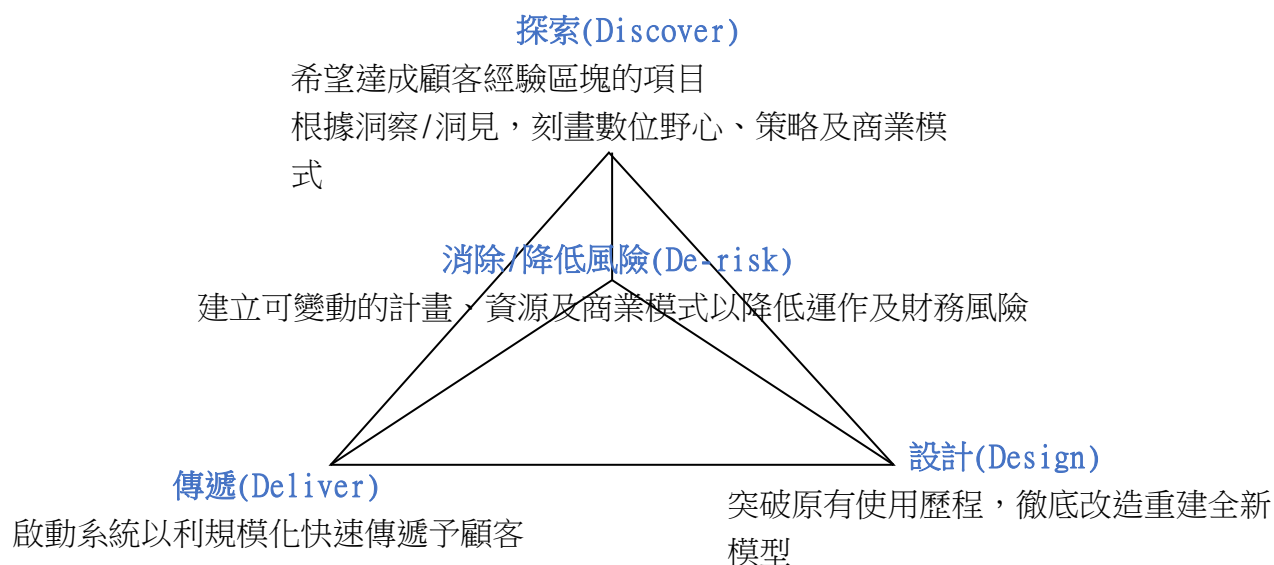 探索(Discover)
希望達成顧客經驗區塊的項目
根據洞察/洞見，刻畫數位野心、策略及商業模
式
消除/降低風險(De-risk)
建立可變動的計畫、資源及商業模式以降低運作及財務風險
傳遞(Deliver)
啟動系統以利規模化快速傳遞予顧客
設計(Design)
突破原有使用歷程，徹底改造重建全新
模型